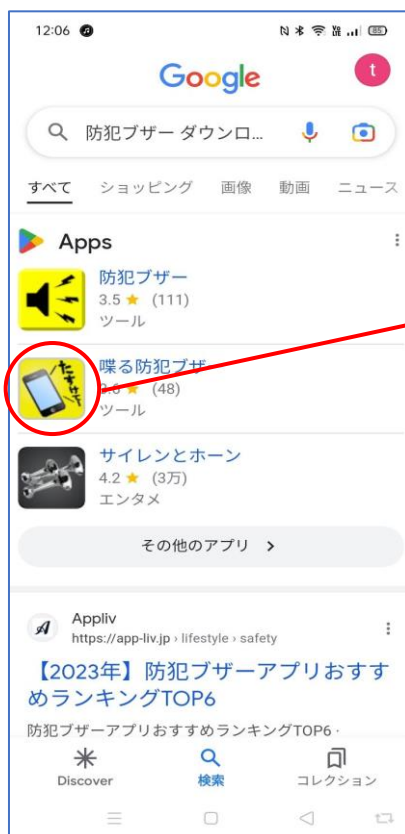 12:06
85
Google
t
防犯ブザー ダウンロ...
すべて ショッピング 画像 動画 ニュース
Apps
防犯ブザー
3.5 ★ (111)
ツール
たすけて
喋る防犯ブザ
3.6 ★ (48)
ツール
サイレンとホーン
4.2 ★ (3万)
エンタメ
その他のアプリ >
Appliv
https://app-liv.jp › lifestyle › safety
【2023年】防犯ブザーアプリおすす
めランキングTOP6
防犯ブザーアプリおすすめランキングTOP6 ·
Discover 検索 コレクション